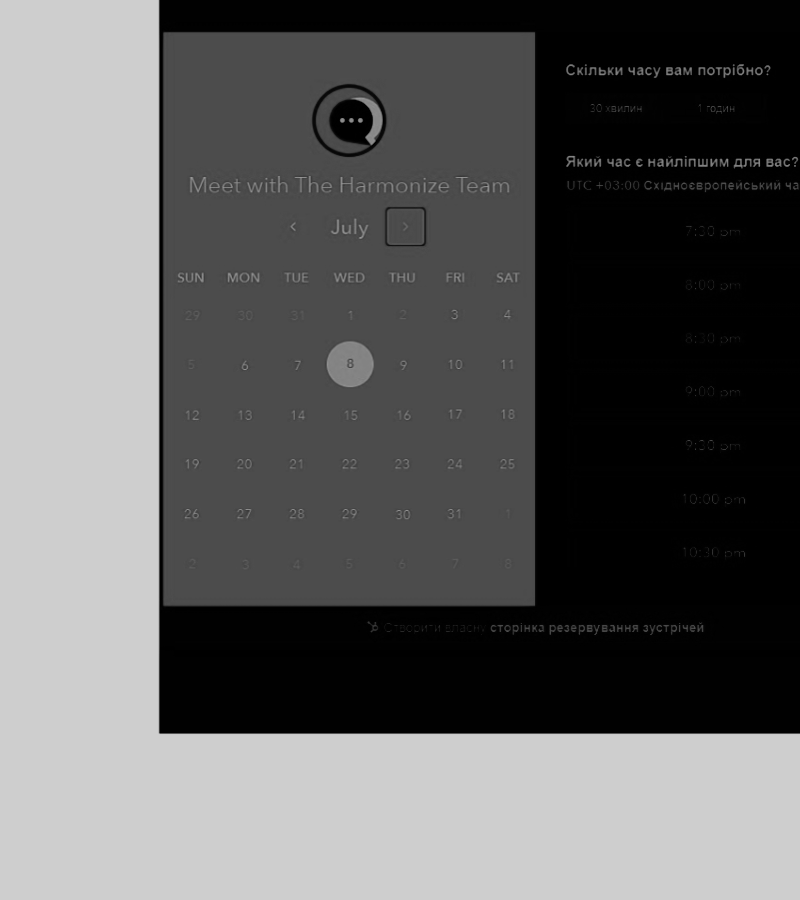 Meet with The Harmonize Team
July
SUN MON TUE WED THU FRI SAT
29 30 31 1 2 3 4
5 6 7 8 9 10 11
12 13 14 15 16 17 18
19 20 21 22 23 24 25
26 27 28 29 30 31 1
2 3 4 5 6 7 8
Скільки часу вам потрібно?
30 хвилин 1 годин
Який час є найліпшим для вас?
UTC +03:00 Східноєвропейський ча
7:30 pm
8:00 pm
8:30 pm
9:00 pm
9:30 pm
10:00 pm
10:30 pm
Створити власну сторінка резервування зустрічей